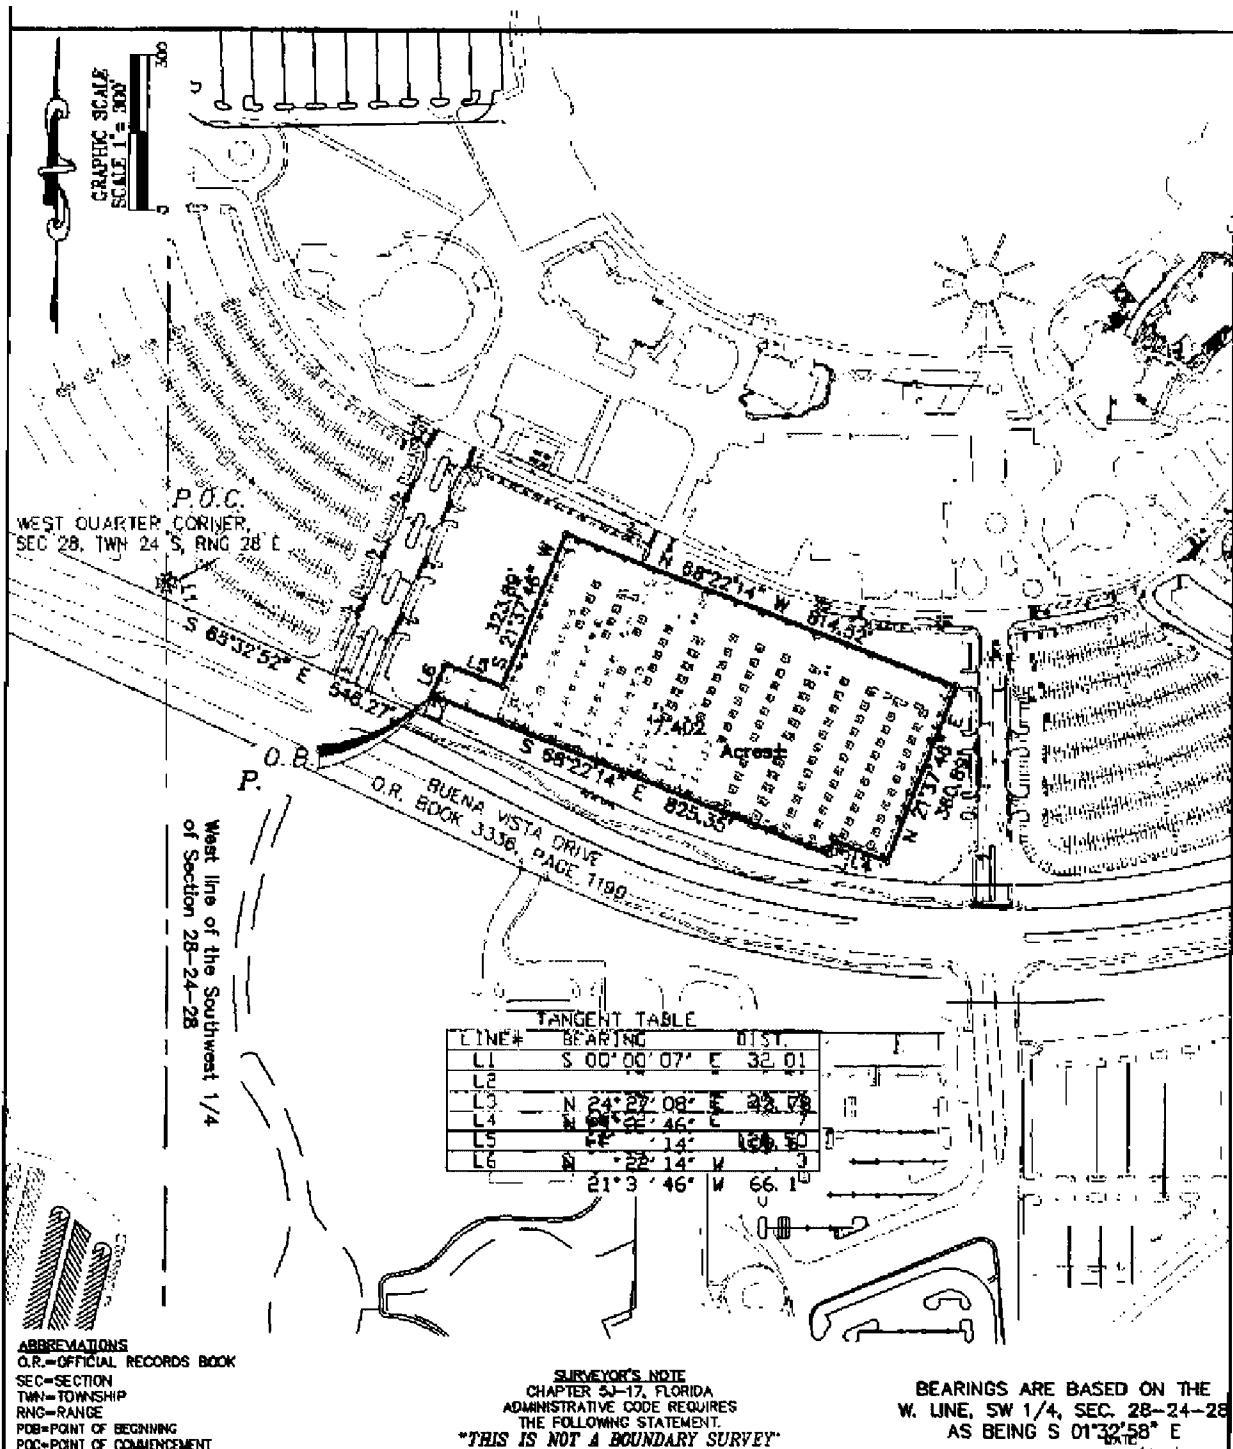 GRAPHIC SCALE
SCALE 1" = 300'
0
300
P.O.C.
WEST QUARTER CORNER,
SEC 28, TWN 24 S, RNG 28 E
L1
S 65°32'52" E
548.27'
L6
L5
323.89'
S 21°37'46" W
N 68°22'14" W
814.33'
7.402
Acres±
S 68°22'14" E 825.35'
L4
N 21°37'48" E
380.89'
P. O.B.
BUENA VISTA DRIVE
O.R. BOOK 3336, PAGE 1190
West line of the Southwest 1/4
of Section 28-24-28
TANGENT TABLE
LINE# BEARING DIST.
L1 S 00°00'07" E 32.01
L2
L3 N 24°27'08" E
L4 46" E
L5 14"
L6 22'14" W
46" W 66.1
ABBREVIATIONS
O.R.=OFFICIAL RECORDS BOOK
SEC=SECTION
TWN=TOWNSHIP
RNG=RANGE
POB=POINT OF BEGINNING
POC=POINT OF COMMENCEMENT
SURVEYOR'S NOTE
CHAPTER 5J-17, FLORIDA
ADMINISTRATIVE CODE REQUIRES
THE FOLLOWING STATEMENT.
"THIS IS NOT A BOUNDARY SURVEY"
BEARINGS ARE BASED ON THE
W. LINE, SW 1/4, SEC. 28-24-28
AS BEING S 01°32'58" E